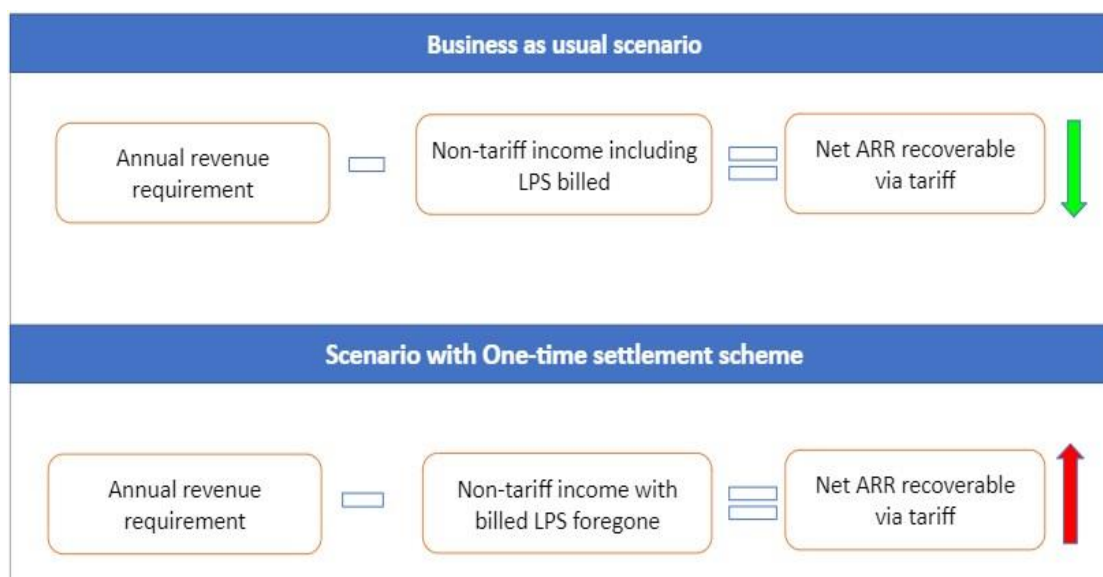 Business as usual scenario
Annual revenue
requirement
Non-tariff income including
LPS billed
Net ARR recoverable
via tariff
Scenario with One-time settlement scheme
Annual revenue
requirement
Non-tariff income with
billed LPS foregone
Net ARR recoverable
via tariff